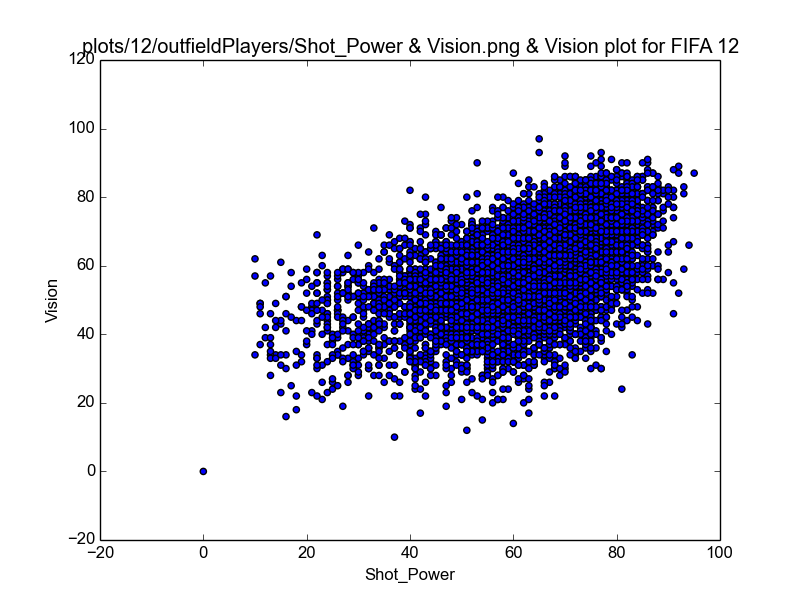 plots/12/outfieldPlayers/Shot_Power & Vision.png & Vision plot for FIFA 12
120
100
80
60
40
20
0
−20
−20 0 20 40 60 80 100
Vision
Shot_Power